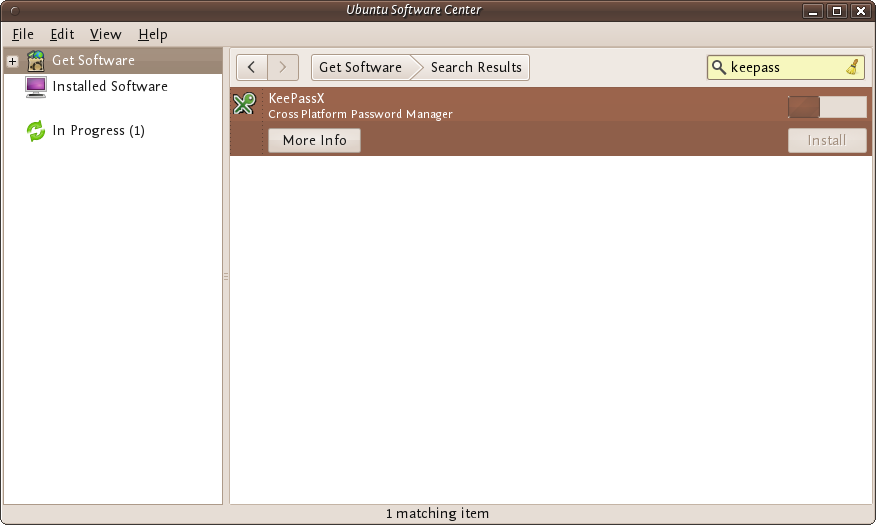 Ubuntu Software Center
File Edit View Help
Get Software
Installed Software
In Progress (1)
Get Software Search Results keepass
KeePassX
Cross Platform Password Manager
More Info Install
1 matching item